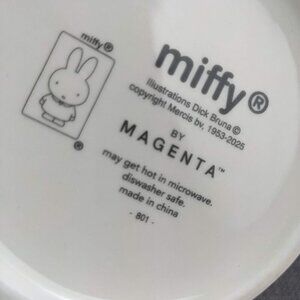 miffy®
®
miffy®
Illustrations Dick Bruna ©
copyright Mercis bv, 1953-2025
BY
MAGENTA™
may get hot in microwave.
diswasher safe.
made in china
- 801 -